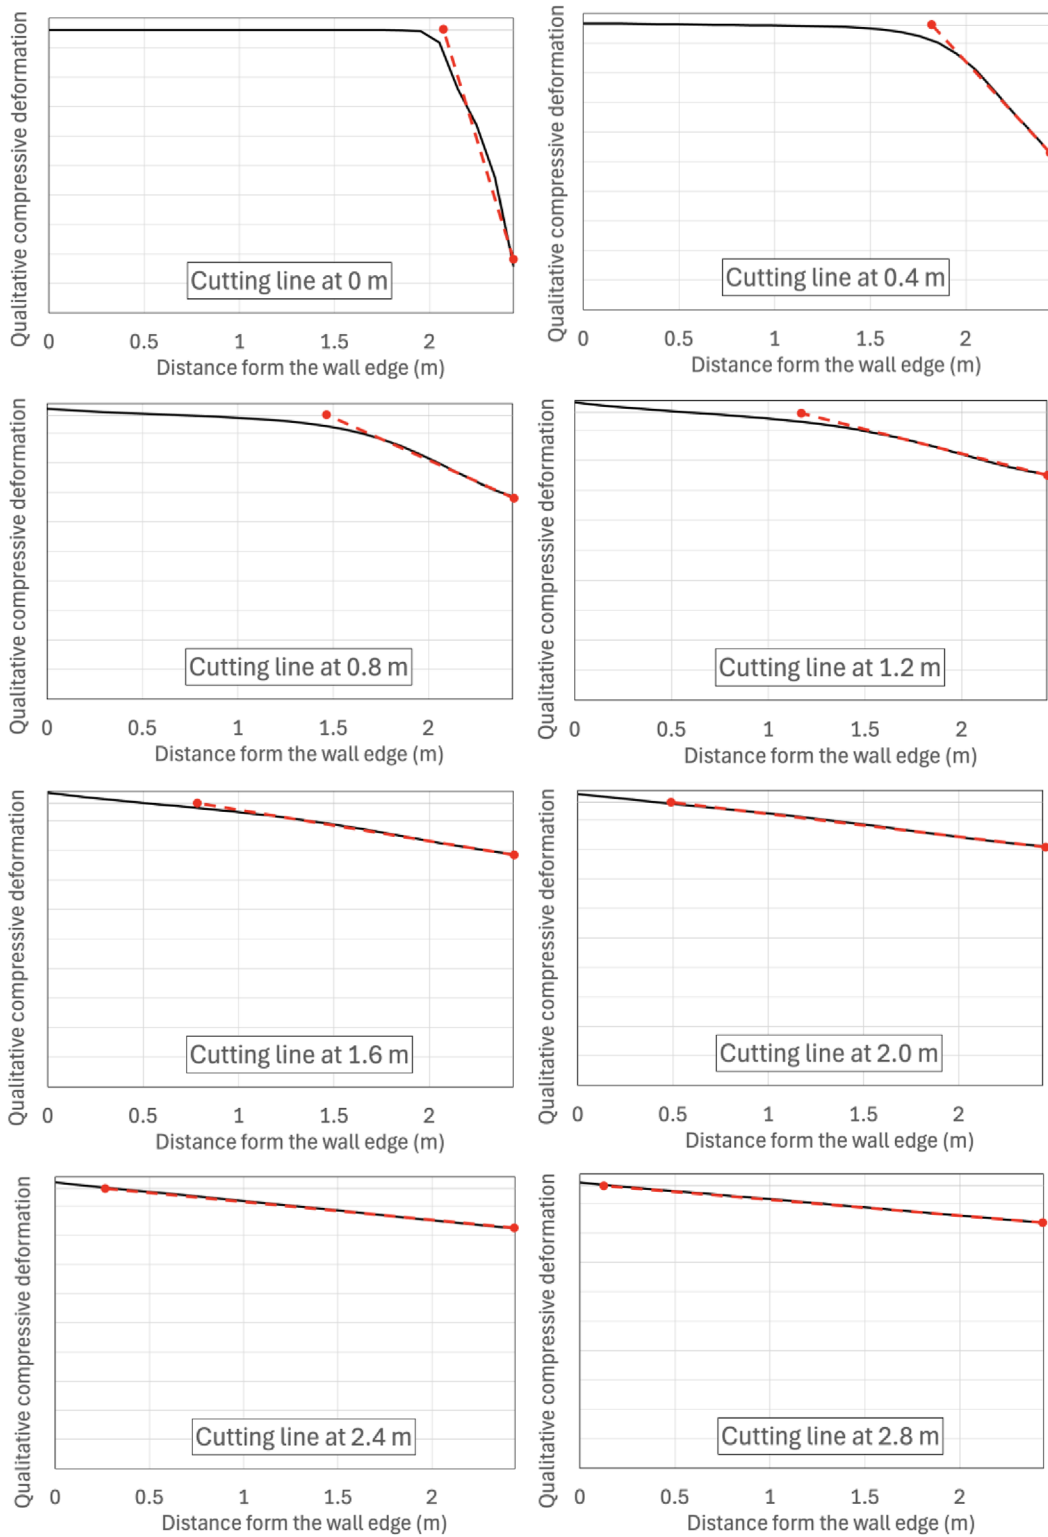 Qualitative compressive deformation
Cutting line at 0 m
0 0.5 1 1.5 2
Distance form the wall edge (m)
Qualitative compressive deformation
Cutting line at 0.4 m
0 0.5 1 1.5 2
Distance form the wall edge (m)
Qualitative compressive deformation
Cutting line at 0.8 m
0 0.5 1 1.5 2
Distance form the wall edge (m)
Qualitative compressive deformation
Cutting line at 1.2 m
0 0.5 1 1.5 2
Distance form the wall edge (m)
Qualitative compressive deformation
Cutting line at 1.6 m
0 0.5 1 1.5 2
Distance form the wall edge (m)
Qualitative compressive deformation
Cutting line at 2.0 m
0 0.5 1 1.5 2
Distance form the wall edge (m)
Qualitative compressive deformation
Cutting line at 2.4 m
0 0.5 1 1.5 2
Distance form the wall edge (m)
Qualitative compressive deformation
Cutting line at 2.8 m
0 0.5 1 1.5 2
Distance form the wall edge (m)